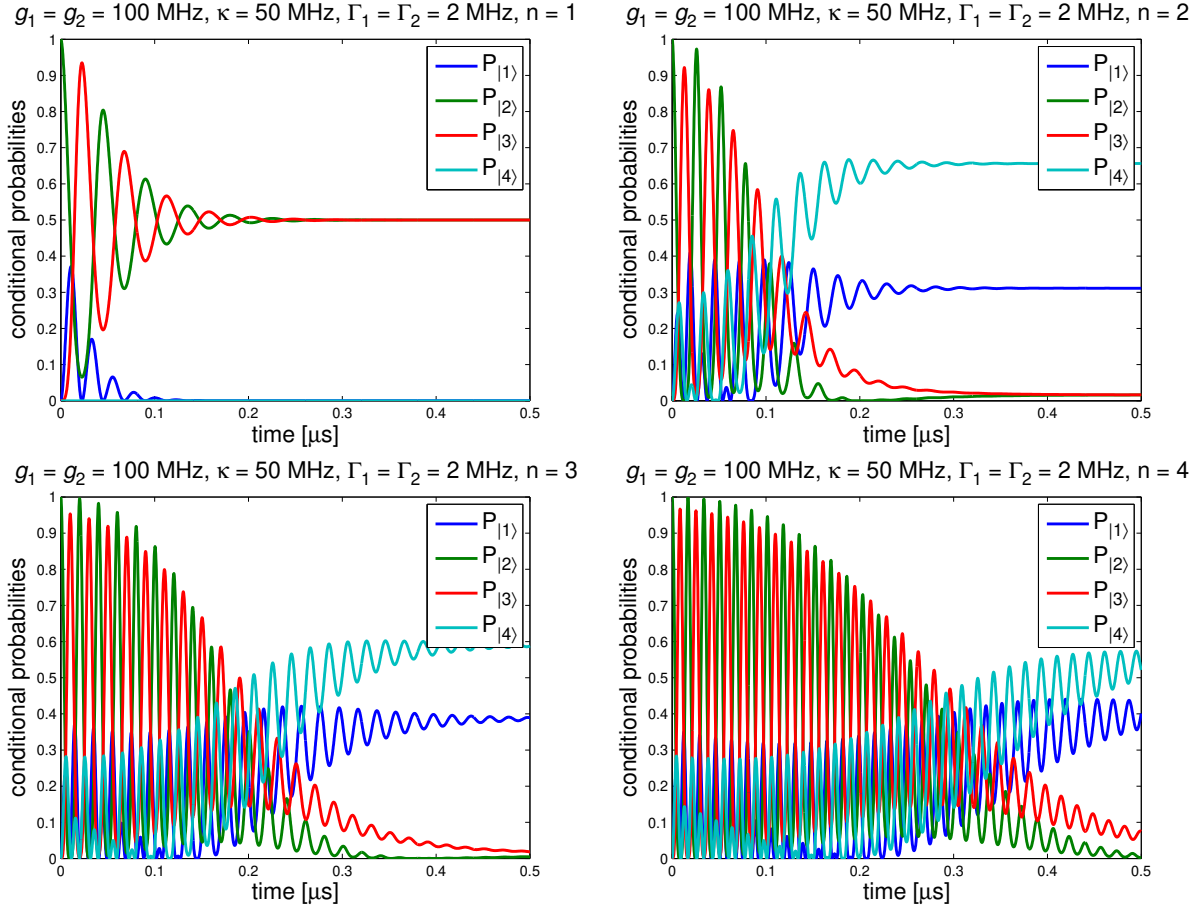 g₁ = g₂ = 100 MHz, κ = 50 MHz, Γ₁ = Γ₂ = 2 MHz, n = 1
conditional probabilities
1
0.9
0.8
0.7
0.6
0.5
0.4
0.3
0.2
0.1
0
P|1⟩
P|2⟩
P|3⟩
P|4⟩
0 0.1 0.2 0.3 0.4 0.5
time [μs]
g₁ = g₂ = 100 MHz, κ = 50 MHz, Γ₁ = Γ₂ = 2 MHz, n = 2
conditional probabilities
1
0.9
0.8
0.7
0.6
0.5
0.4
0.3
0.2
0.1
0
P|1⟩
P|2⟩
P|3⟩
P|4⟩
0 0.1 0.2 0.3 0.4 0.5
time [μs]
g₁ = g₂ = 100 MHz, κ = 50 MHz, Γ₁ = Γ₂ = 2 MHz, n = 3
conditional probabilities
1
0.9
0.8
0.7
0.6
0.5
0.4
0.3
0.2
0.1
0
P|1⟩
P|2⟩
P|3⟩
P|4⟩
0 0.1 0.2 0.3 0.4 0.5
time [μs]
g₁ = g₂ = 100 MHz, κ = 50 MHz, Γ₁ = Γ₂ = 2 MHz, n = 4
conditional probabilities
1
0.9
0.8
0.7
0.6
0.5
0.4
0.3
0.2
0.1
0
P|1⟩
P|2⟩
P|3⟩
P|4⟩
0 0.1 0.2 0.3 0.4 0.5
time [μs]